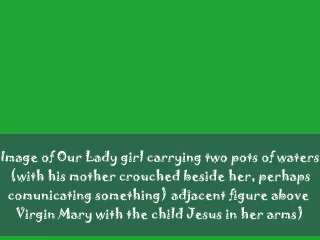 Image of Our Lady girl carrying two pots of waters
(with his mother crouched beside her, perhaps
comunicating something) adjacent figure above
Virgin Mary with the child Jesus in her arms)